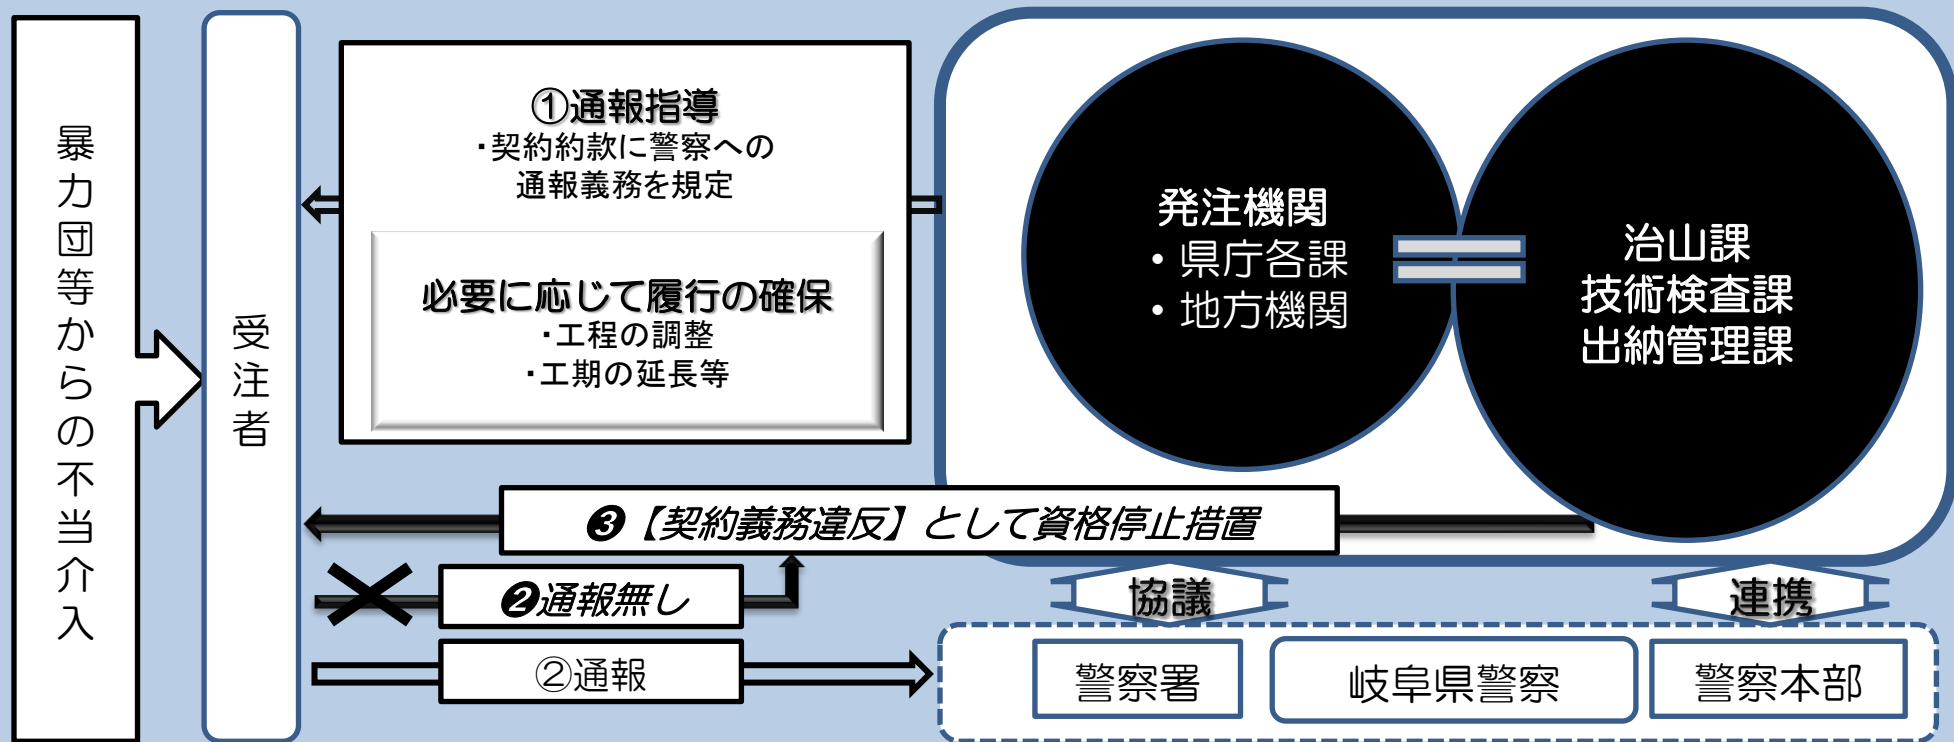 暴力団等からの不当介入
受注者
①通報指導
・契約約款に警察への
通報義務を規定
必要に応じて履行の確保
・工程の調整
・工期の延長等
発注機関
・県庁各課
・地方機関
治山課
技術検査課
出納管理課
❸【契約義務違反】として資格停止措置
❷通報無し
②通報
協議
連携
警察署
岐阜県警察
警察本部